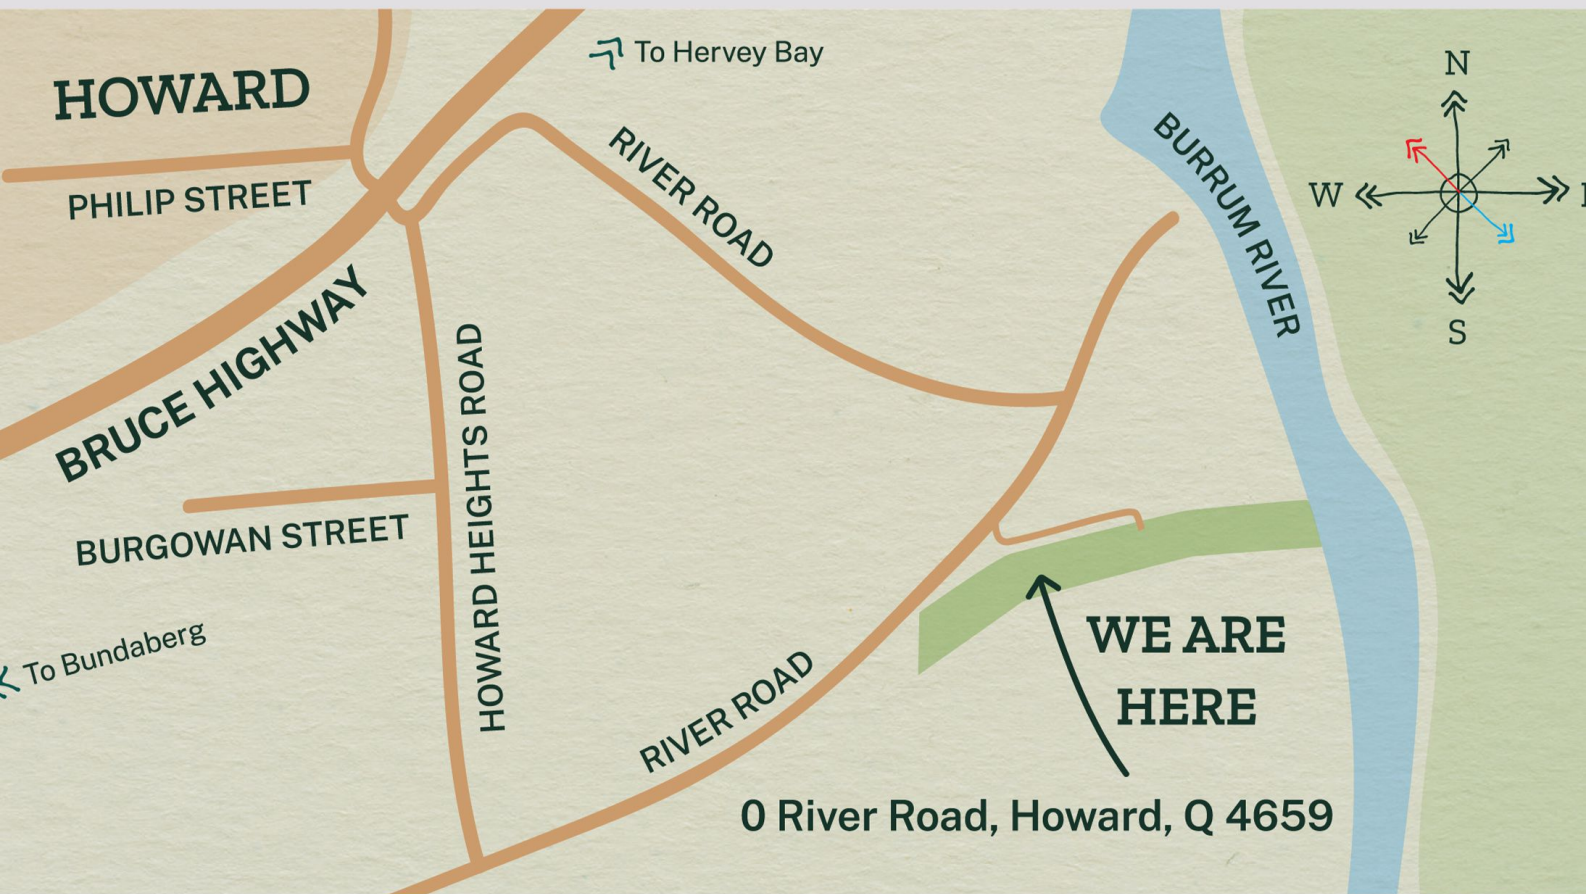 To Hervey Bay
HOWARD
N
PHILIP STREET
RIVER ROAD
BURRUM RIVER
W
S
BRUCE HIGHWAY
HOWARD HEIGHTS ROAD
BURGOWAN STREET
To Bundaberg
RIVER ROAD
WE ARE
HERE
0 River Road, Howard, Q 4659